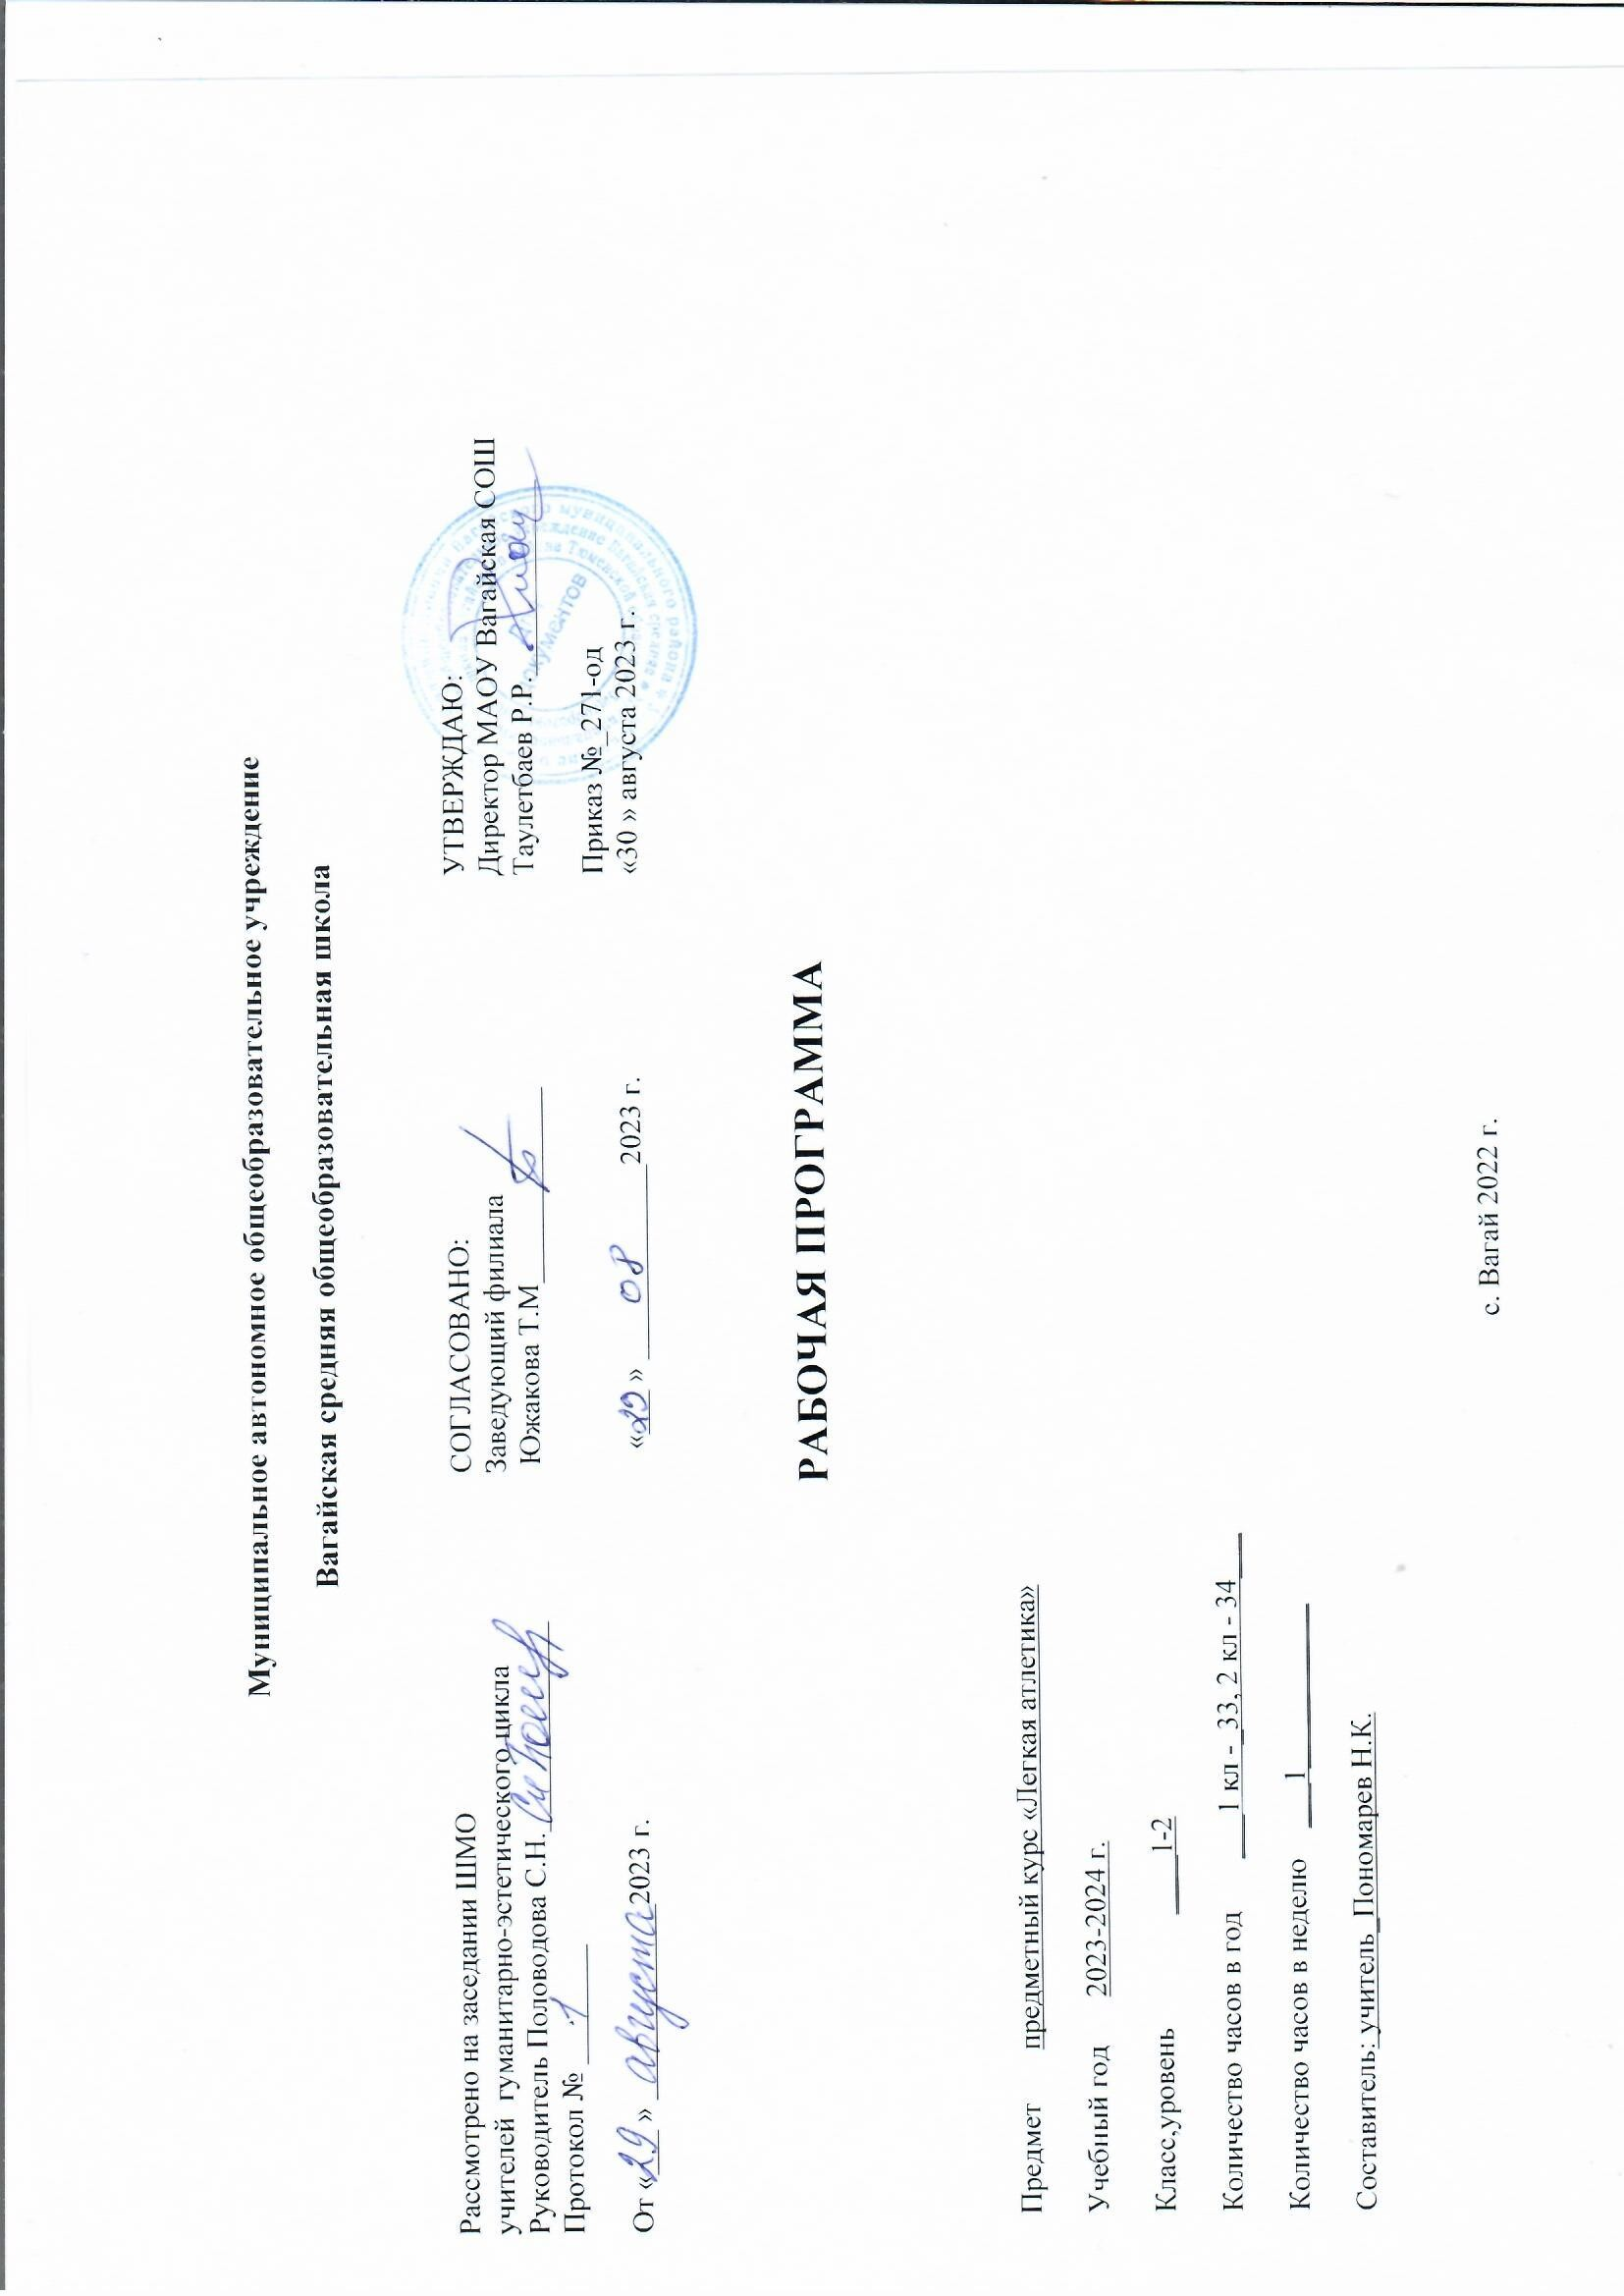 Муниципальное автономное общеобразовательное учреждение
Вагайская средняя общеобразовательная школа
Рассмотрено на заседании ШМО
учителей гуманитарно-эстетического цикла
Руководитель Половодова С.Н.
Протокол № 1
От «29» августа 2023 г.
СОГЛАСОВАНО:
Заведующий филиала
Южакова Т.М
«29» 08 2023 г.
УТВЕРЖДАЮ:
Директор МАОУ Вагайская СОШ
Таулетбаев Р.Р.
Приказ №_271-од
«30 » августа 2023 г.
документов
РАБОЧАЯ ПРОГРАММА
Предмет предметный курс «Легкая атлетика»
Учебный год 2023-2024 г.
Класс,уровень 1-2
Количество часов в год 1 кл - 33, 2 кл - 34
Количество часов в неделю 1
Составитель: учитель Пономарев Н.К.
с. Вагай 2022 г.